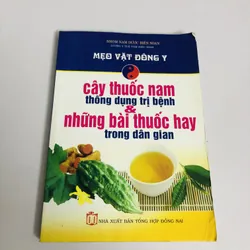 MẸO VẶT ĐÔNG Y
cây thuốc nam
thông dụng trị bệnh
&
những bài thuốc hay
trong dân gian
NHÀ XUẤT BẢN TỔNG HỢP ĐỒNG NAI